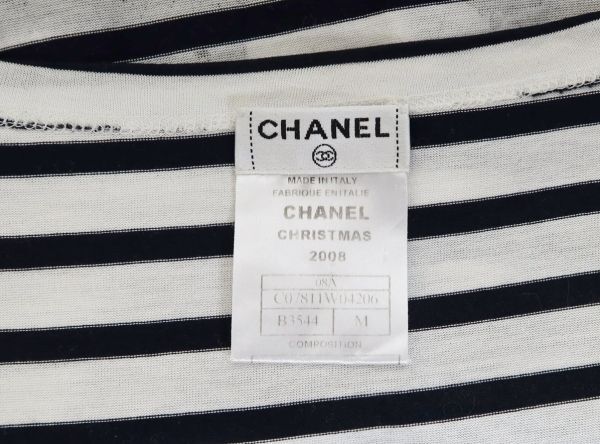 CHANEL
MADE IN ITALY
FABRIQUE EN ITALIE
CHANEL
CHRISTMAS
2008
08A
C07811W04206
B3544 M
COMPOSITION